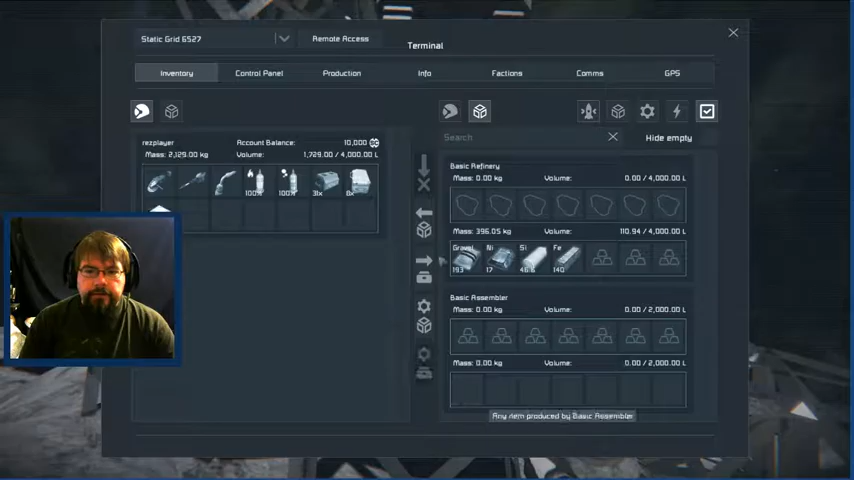 Static Grid 6527
Remote Access
Terminal
Inventory
Control Panel
Production
Info
Factions
Comms
GPS
Search
Hide empty
rezplayer
Account Balance:
10,000
Mass: 2,129.00 kg
Volume:
1,729.00 / 4,000.00 L
100%
100%
31x
Basic Refinery
Mass: 0.00 kg
Volume:
0.00 / 4,000.00 L
Mass: 396.05 kg
Volume:
110.94 / 4,000.00 L
Gravel
Ni
Si
Fe
193
17
140
Basic Assembler
Mass: 0.00 kg
Volume:
0.00 / 2,000.00 L
Mass: 0.00 kg
Volume:
0.00 / 2,000.00 L
Any item produced by Basic Assembler